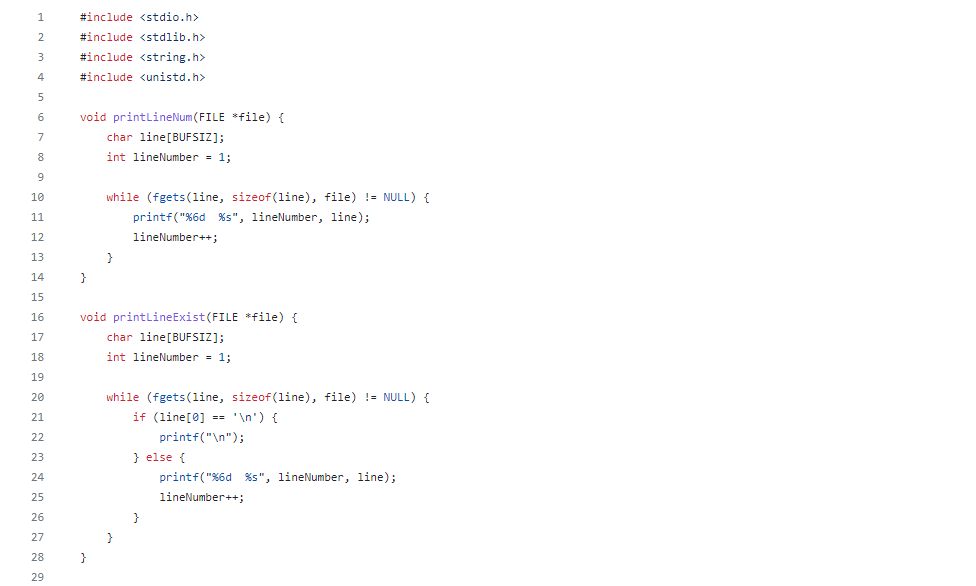 1 #include <stdio.h>
2 #include <stdlib.h>
3 #include <string.h>
4 #include <unistd.h>
5
6 void printLineNum(FILE *file) {
7     char line[BUFSIZ];
8     int lineNumber = 1;
9
10     while (fgets(line, sizeof(line), file) != NULL) {
11         printf("%6d  %s", lineNumber, line);
12         lineNumber++;
13     }
14 }
15
16 void printLineExist(FILE *file) {
17     char line[BUFSIZ];
18     int lineNumber = 1;
19
20     while (fgets(line, sizeof(line), file) != NULL) {
21         if (line[0] == '\n') {
22             printf("\n");
23         } else {
24             printf("%6d  %s", lineNumber, line);
25             lineNumber++;
26         }
27     }
28 }
29